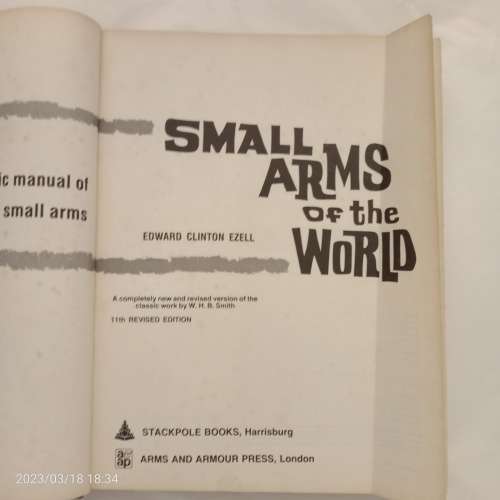 ic manual of
small arms
SMALL
ARMS
OF the
WORLD
EDWARD CLINTON EZELL
A completely new and revised version of the
classic work by W. H. B. Smith
11th REVISED EDITION
STACKPOLE BOOKS, Harrisburg
a&ap
ARMS AND ARMOUR PRESS, London
2023/03/18 18:34